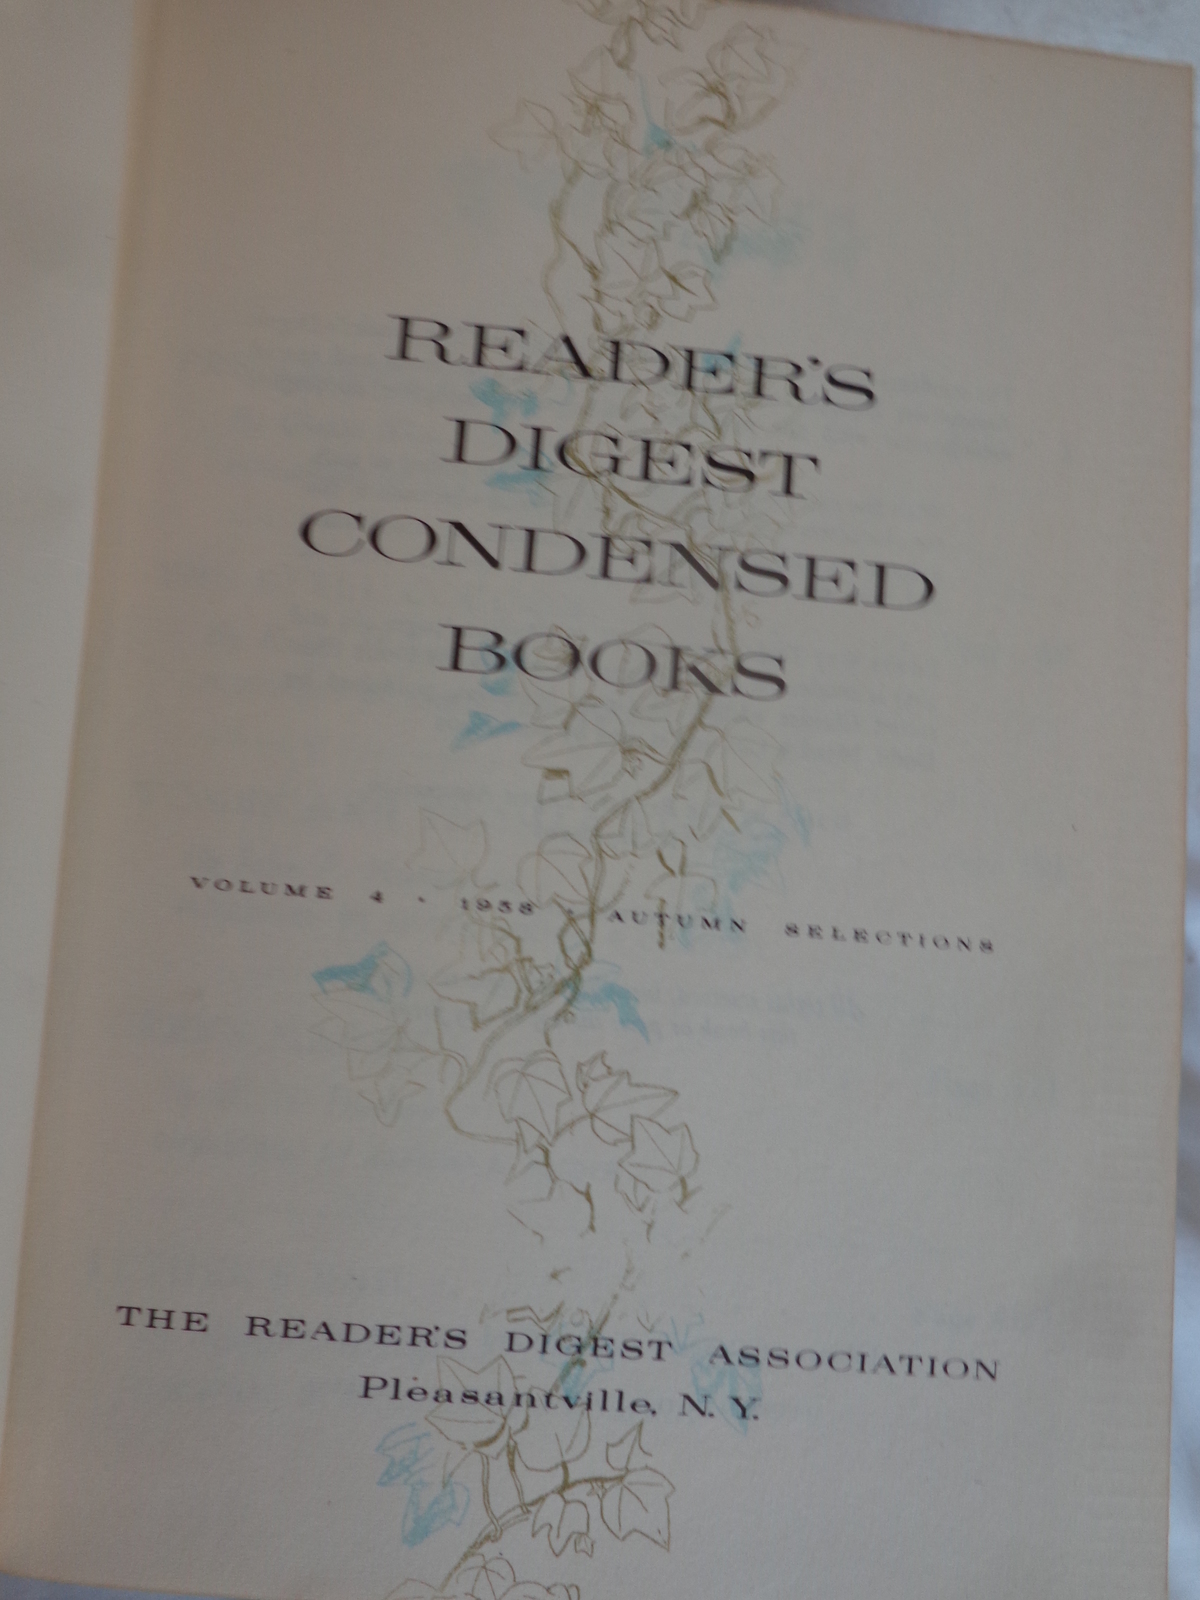 READER'S
DIGEST
CONDENSED
BOOKS
VOLUME 4 · 1958 · AUTUMN SELECTIONS
THE READER'S DIGEST ASSOCIATION
Pleasantville, N. Y.